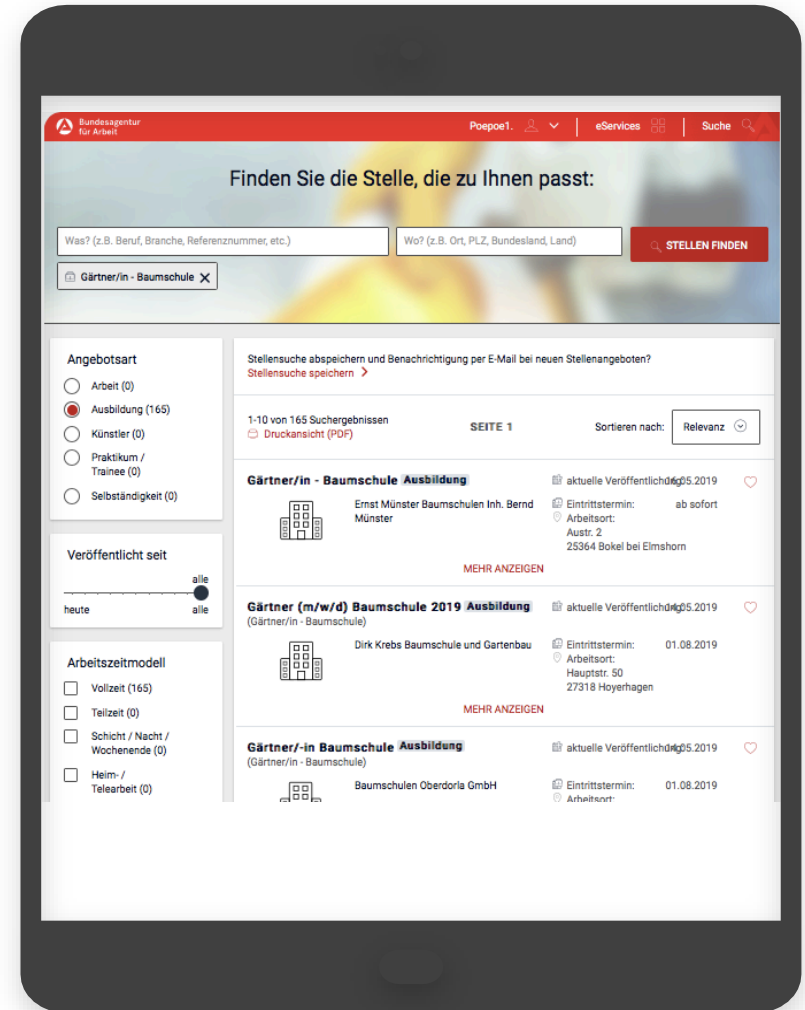 Bundesagentur
für Arbeit
Poepoe1.
eServices
Suche
Finden Sie die Stelle, die zu Ihnen passt:
Was? (z.B. Beruf, Branche, Referenznummer, etc.)
Wo? (z.B. Ort, PLZ, Bundesland, Land)
STELLEN FINDEN
Gärtner/in - Baumschule
Angebotsart
Arbeit (0)
Ausbildung (165)
Künstler (0)
Praktikum /
Trainee (0)
Selbständigkeit (0)
Veröffentlicht seit
alle
heute
alle
Arbeitszeitmodell
Vollzeit (165)
Teilzeit (0)
Schicht / Nacht /
Wochenende (0)
Heim- /
Telearbeit (0)
Stellensuche abspeichern und Benachrichtigung per E-Mail bei neuen Stellenangeboten?
Stellensuche speichern
1-10 von 165 Suchergebnissen
Druckansicht (PDF)
SEITE 1
Sortieren nach:
Relevanz
Gärtner/in - Baumschule Ausbildung
Ernst Münster Baumschulen Inh. Bernd
Münster
aktuelle Veröffentlichung
.05.2019
Eintrittstermin: ab sofort
Arbeitsort:
Austr. 2
25364 Bokel bei Elmshorn
MEHR ANZEIGEN
Gärtner (m/w/d) Baumschule 2019 Ausbildung
(Gärtner/in - Baumschule)
Dirk Krebs Baumschule und Gartenbau
aktuelle Veröffentlichung
.05.2019
Eintrittstermin: 01.08.2019
Arbeitsort:
Hauptstr. 50
27318 Hoyerhagen
MEHR ANZEIGEN
Gärtner/-in Baumschule Ausbildung
(Gärtner/in - Baumschule)
Baumschulen Oberdorla GmbH
aktuelle Veröffentlichung
.05.2019
Eintrittstermin: 01.08.2019
Arbeitsort: